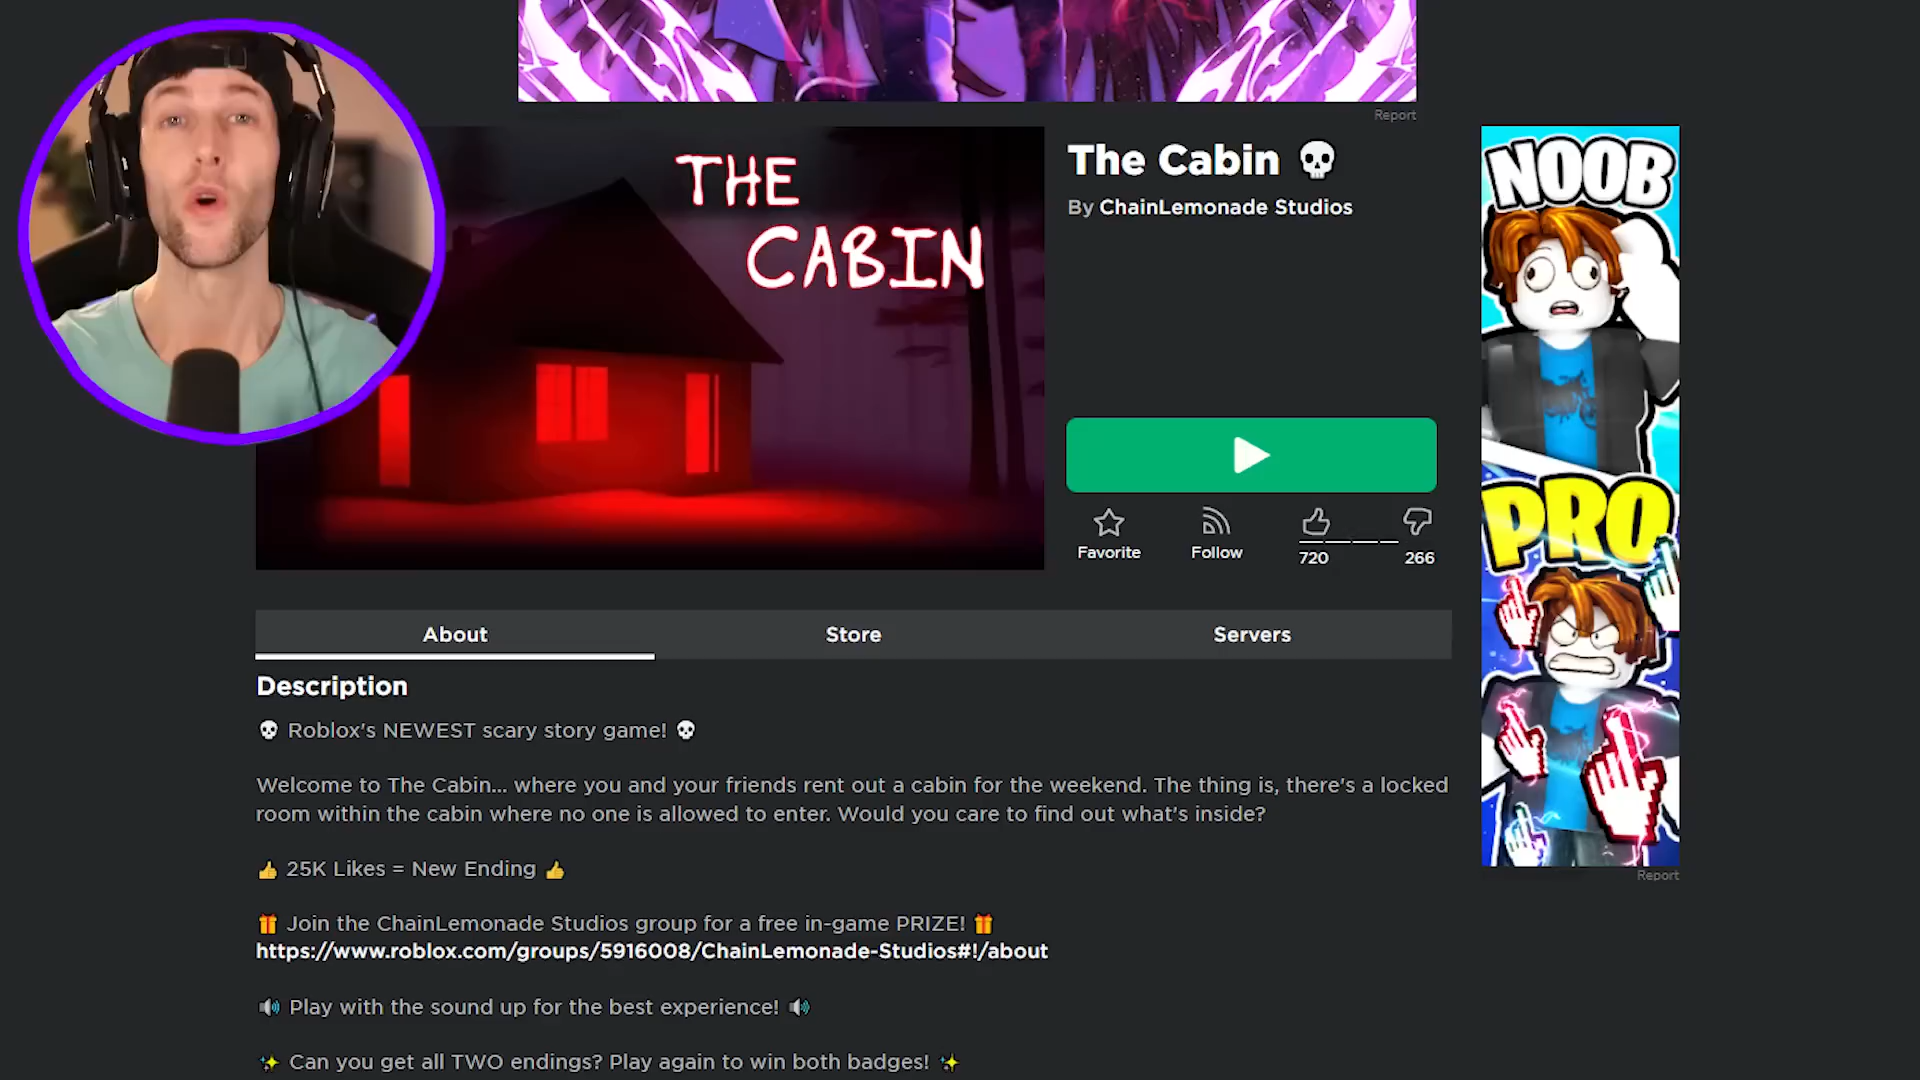 Report
THE
CABIN
The Cabin 💀
By ChainLemonade Studios
Favorite
Follow
720
266
NOOB
PRO
Report
About
Store
Servers
Description
💀 Roblox's NEWEST scary story game! 💀
Welcome to The Cabin... where you and your friends rent out a cabin for the weekend. The thing is, there's a locked
room within the cabin where no one is allowed to enter. Would you care to find out what's inside?
👍 25K Likes = New Ending 👍
🎁 Join the ChainLemonade Studios group for a free in-game PRIZE! 🎁
https://www.roblox.com/groups/5916008/ChainLemonade-Studios#!/about
🔊 Play with the sound up for the best experience! 🔊
✨ Can you get all TWO endings? Play again to win both badges! ✨